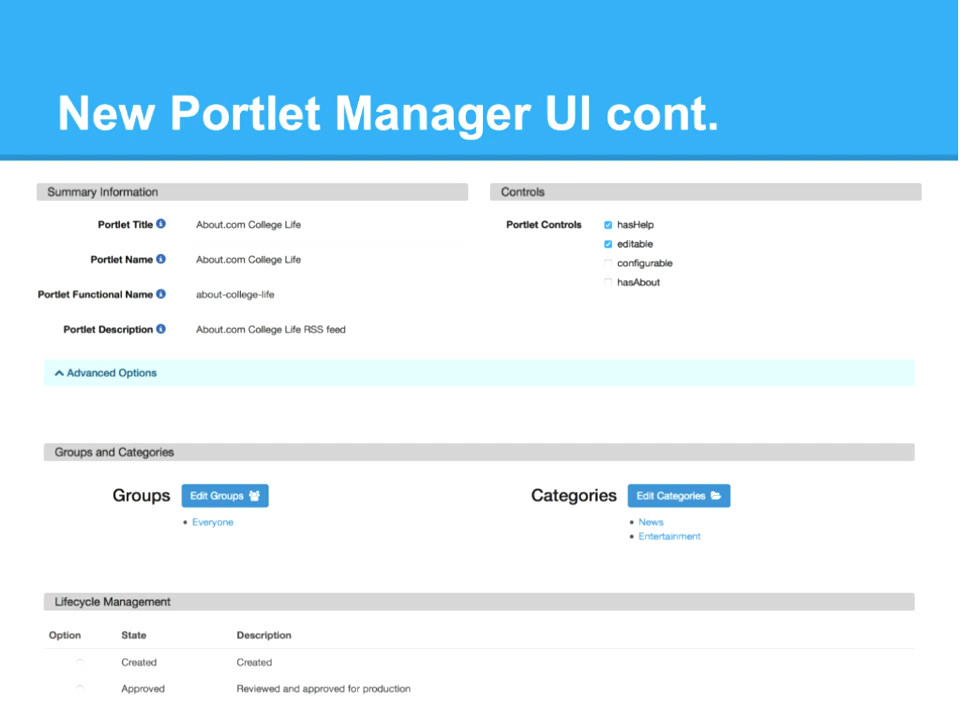 New Portlet Manager UI cont.
Summary Information
Portlet Title About.com College Life
Portlet Name About.com College Life
Portlet Functional Name about-college-life
Portlet Description About.com College Life RSS feed
Controls
Portlet Controls hasHelp
editable
configurable
hasAbout
Advanced Options
Groups and Categories
Groups Edit Groups
• Everyone
Categories Edit Categories
• News
• Entertainment
Lifecycle Management
Option State Description
Created Created
Approved Reviewed and approved for production